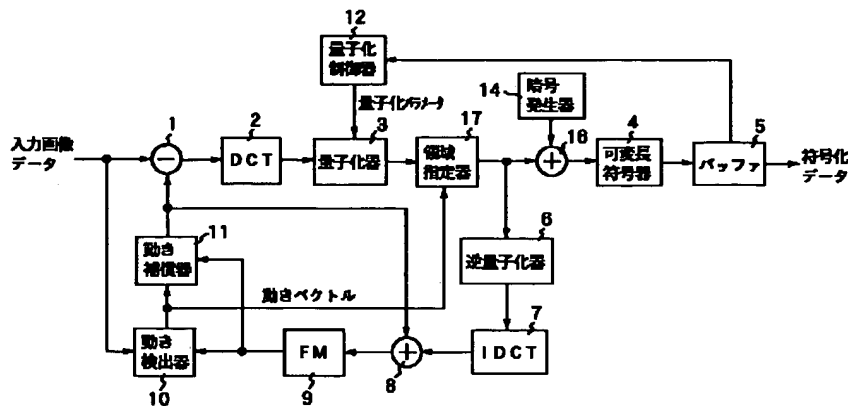 12
量子化
制御器
量子化パラメータ
14
暗号
発生器
入力画像
データ
1
2
DCT
3
量子化器
17
領域
指定器
16
4
可変長
符号器
5
バッファ
符号化
データ
11
動き
補償器
6
逆量子化器
動きベクトル
7
IDCT
動き
検出器
10
FM
9
8